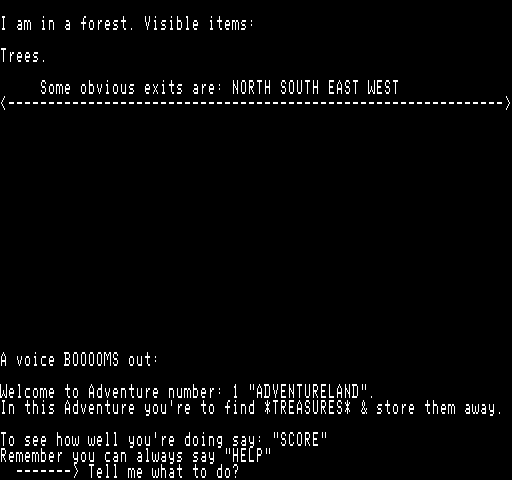 I am in a forest. Visible items:
Trees.
Some obvious exits are: NORTH SOUTH EAST WEST
<-------------------------------------------------------------->
A voice BOOOOMS out:
Welcome to Adventure number: 1 "ADVENTURELAND".
In this Adventure you're to find *TREASURES* & store them away.
To see how well you're doing say: "SCORE"
Remember you can always say "HELP"
-------> Tell me what to do?